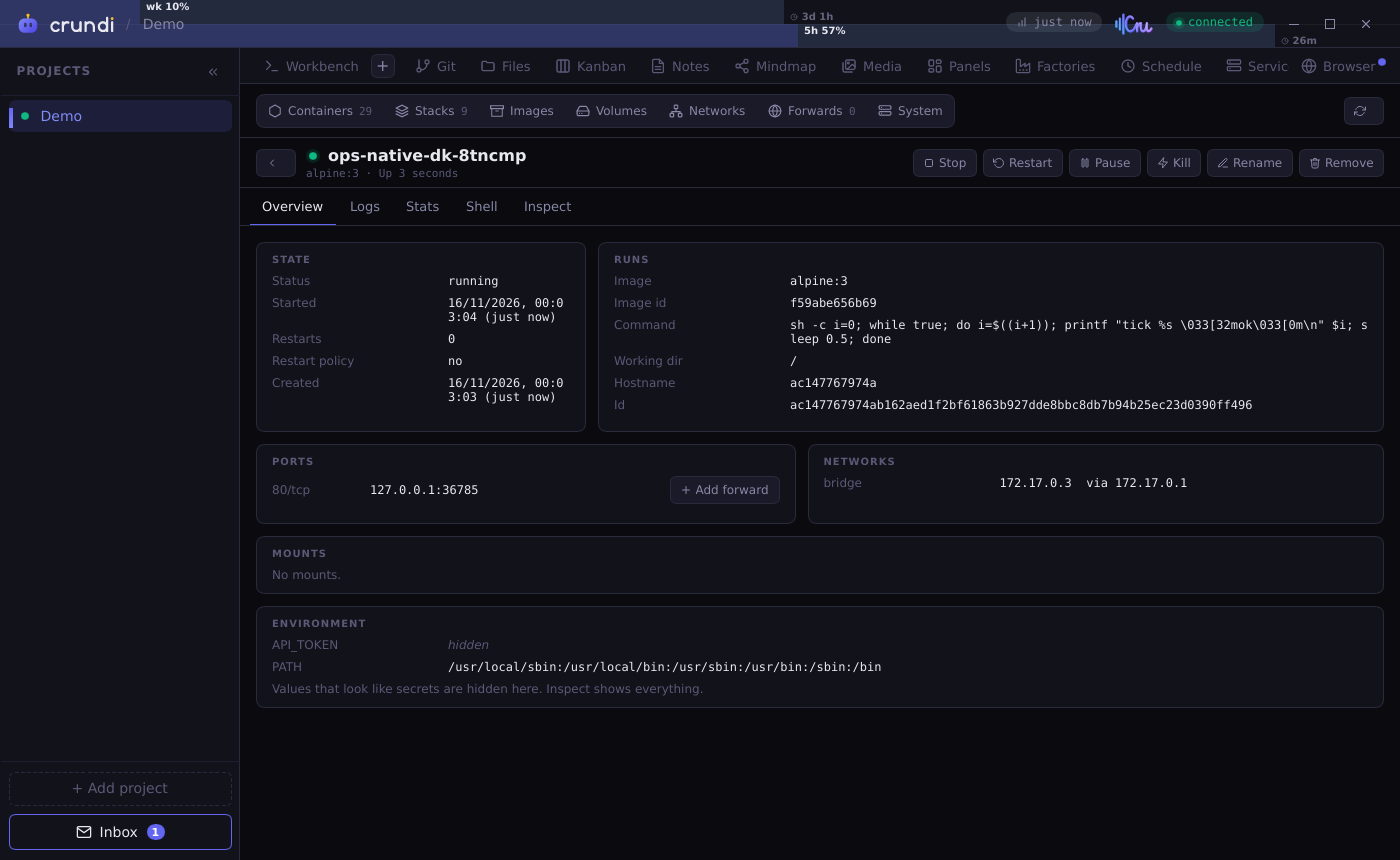 wk 10%
3d 1h
crundi / Demo
5h 57%
just now
Cru
connected
26m
PROJECTS
Workbench
Git
Files
Kanban
Notes
Mindmap
Media
Panels
Factories
Schedule
Servic
Browser
Demo
Containers 29
Stacks 9
Images
Volumes
Networks
Forwards 0
System
ops-native-dk-8tncmp
alpine:3 · Up 3 seconds
Stop
Restart
Pause
Kill
Rename
Remove
Overview
Logs
Stats
Shell
Inspect
STATE
Status running
Started 16/11/2026, 00:0
3:04 (just now)
Restarts 0
Restart policy no
Created 16/11/2026, 00:0
3:03 (just now)
RUNS
Image alpine:3
Image id f59abe656b69
Command sh -c i=0; while true; do i=$((i+1)); printf "tick %s \033[32mok\033[0m\n" $i; s
leep 0.5; done
Working dir /
Hostname ac147767974a
Id ac147767974ab162aed1f2bf61863b927dde8bbc8db7b94b25ec23d0390ff496
PORTS
80/tcp 127.0.0.1:36785
+ Add forward
NETWORKS
bridge 172.17.0.3 via 172.17.0.1
MOUNTS
No mounts.
ENVIRONMENT
API_TOKEN hidden
PATH /usr/local/sbin:/usr/local/bin:/usr/sbin:/usr/bin:/sbin:/bin
Values that look like secrets are hidden here. Inspect shows everything.
+ Add project
Inbox 1